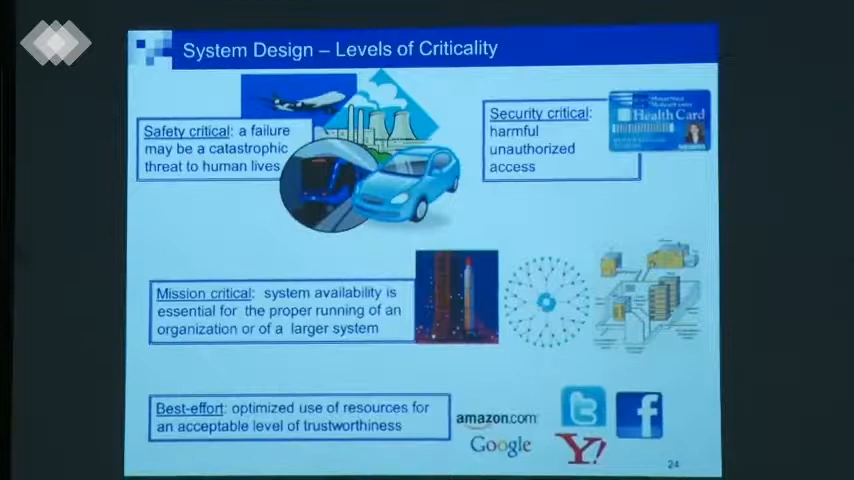 System Design – Levels of Criticality
Safety critical: a failure
may be a catastrophic
threat to human lives
Security critical:
harmful
unauthorized
access
Health Card
Mission critical: system availability is
essential for the proper running of an
organization or of a larger system
Best-effort: optimized use of resources for
an acceptable level of trustworthiness
amazon.com
t
f
Google
Y!
24